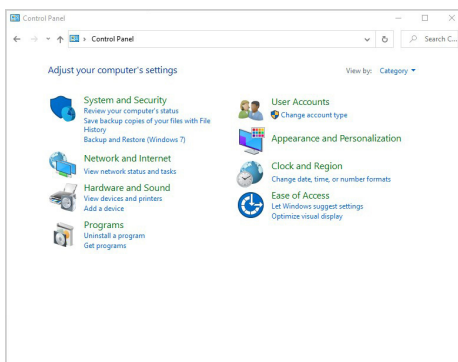 Control Panel
Control Panel
Search C...
Adjust your computer's settings
View by: Category
System and Security
Review your computer's status
Save backup copies of your files with File
History
Backup and Restore (Windows 7)
Network and Internet
View network status and tasks
Hardware and Sound
View devices and printers
Add a device
Programs
Uninstall a program
Get programs
User Accounts
Change account type
Appearance and Personalization
Clock and Region
Change date, time, or number formats
Ease of Access
Let Windows suggest settings
Optimize visual display